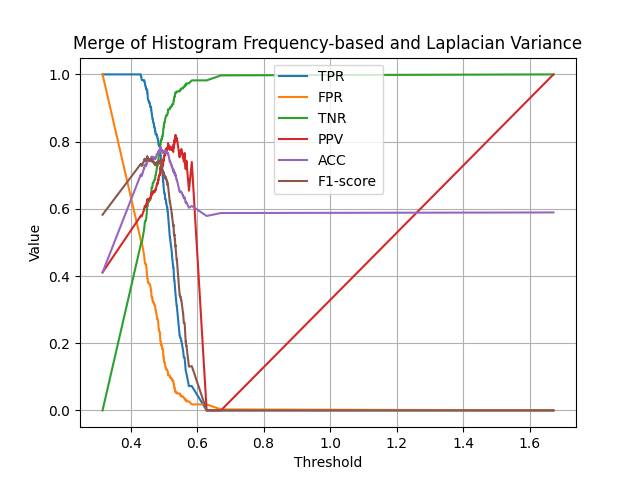 Merge of Histogram Frequency-based and Laplacian Variance
1.0
0.8
0.6
0.4
0.2
0.0
Value
TPR
FPR
TNR
PPV
ACC
F1-score
0.4 0.6 0.8 1.0 1.2 1.4 1.6
Threshold